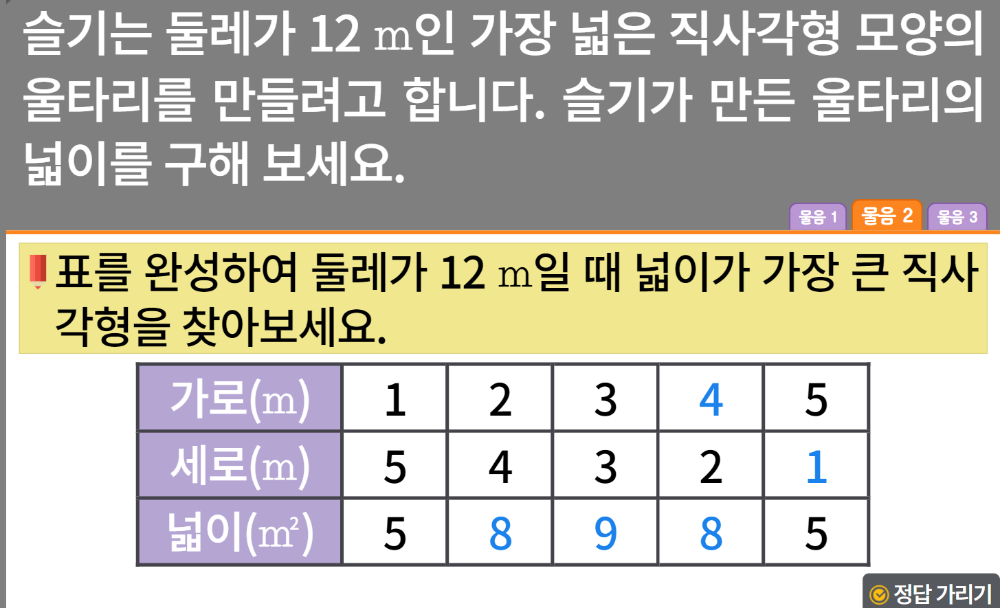 슬기는 둘레가 12 m인 가장 넓은 직사각형 모양의
울타리를 만들려고 합니다. 슬기가 만든 울타리의
넓이를 구해 보세요.
물음 1 물음 2 물음 3
표를 완성하여 둘레가 12 m일 때 넓이가 가장 큰 직사
각형을 찾아보세요.
가로(m) 1 2 3 4 5
세로(m) 5 4 3 2 1
넓이(m²) 5 8 9 8 5
정답 가리기